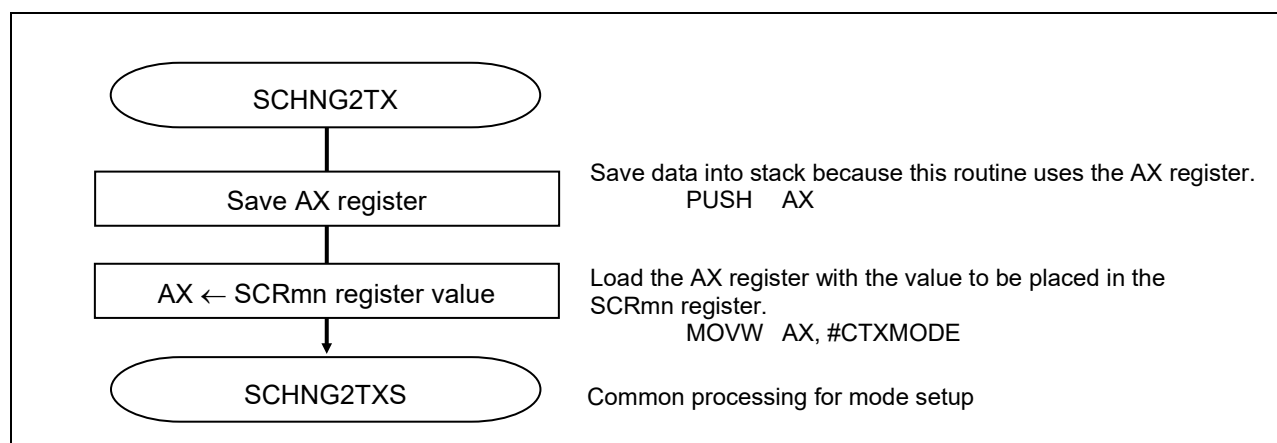 SCHNG2TX
Save data into stack because this routine uses the AX register.
PUSH AX
Save AX register
Load the AX register with the value to be placed in the
SCRmn register.
MOVW AX, #CTXMODE
AX ← SCRmn register value
SCHNG2TXS
Common processing for mode setup